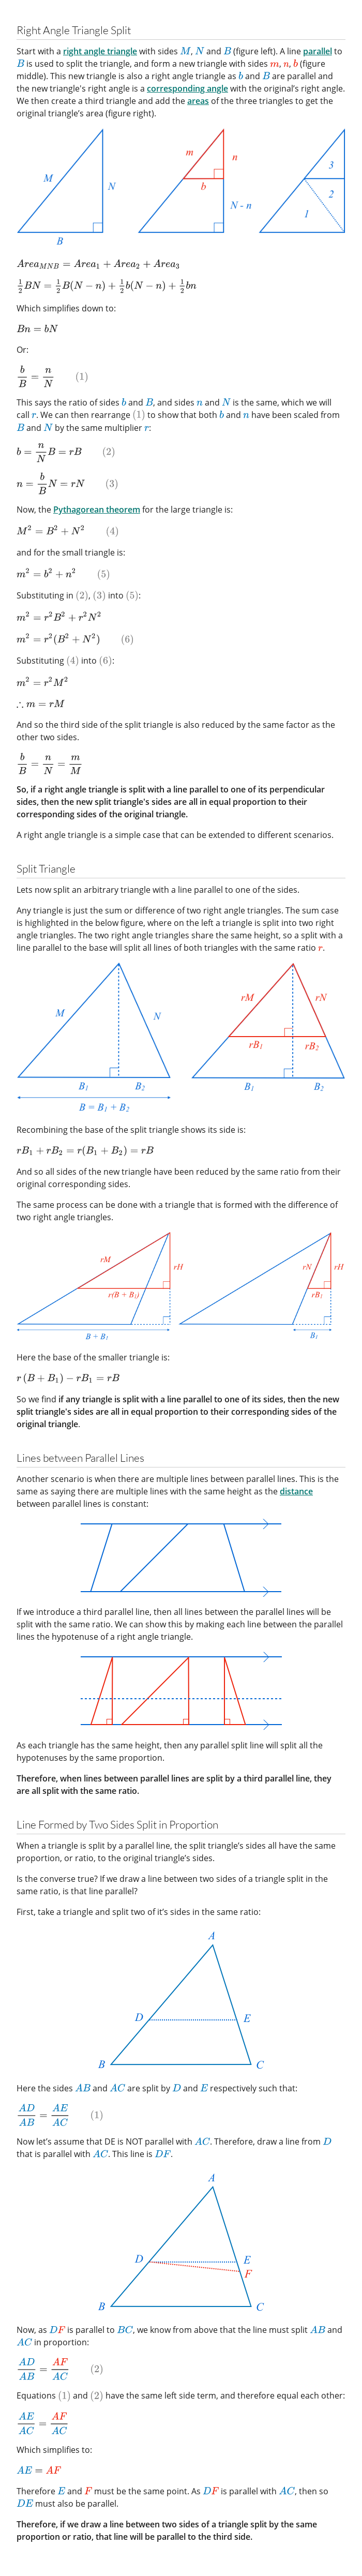 Right Angle Triangle Split
Start with a right angle triangle with sides M, N and B (figure left). A line parallel to
B is used to split the triangle, and form a new triangle with sides m, n, b (figure
middle). This new triangle is also a right angle triangle as b and B are parallel and
the new triangle's right angle is a corresponding angle with the original's right angle.
We then create a third triangle and add the areas of the three triangles to get the
original triangle's area (figure right).
M
N
B
m
n
b
N - n
3
2
1
Area_{MNB} = Area_1 + Area_2 + Area_3
\frac{1}{2}BN = \frac{1}{2}B(N − n) + \frac{1}{2}b(N − n) + \frac{1}{2}bn
Which simplifies down to:
Bn = bN
Or:
\frac{b}{B} = \frac{n}{N} (1)
This says the ratio of sides b and B, and sides n and N is the same, which we will
call r. We can then rearrange (1) to show that both b and n have been scaled from
B and N by the same multiplier r:
b = \frac{n}{N}B = rB (2)
n = \frac{b}{B}N = rN (3)
Now, the Pythagorean theorem for the large triangle is:
M² = B² + N² (4)
and for the small triangle is:
m² = b² + n² (5)
Substituting in (2), (3) into (5):
m² = r²B² + r²N²
m² = r²(B² + N²) (6)
Substituting (4) into (6):
m² = r²M²
∴ m = rM
And so the third side of the split triangle is also reduced by the same factor as the
other two sides.
\frac{b}{B} = \frac{n}{N} = \frac{m}{M}
So, if a right angle triangle is split with a line parallel to one of its perpendicular
sides, then the new split triangle's sides are all in equal proportion to their
corresponding sides of the original triangle.
A right angle triangle is a simple case that can be extended to different scenarios.
Split Triangle
Lets now split an arbitrary triangle with a line parallel to one of the sides.
Any triangle is just the sum or difference of two right angle triangles. The sum case
is highlighted in the below figure, where on the left a triangle is split into two right
angle triangles. The two right angle triangles share the same height, so a split with a
line parallel to the base will split all lines of both triangles with the same ratio r.
M
N
B₁
B₂
B = B₁ + B₂
rM
rN
rB₁
rB₂
B₁
B₂
Recombining the base of the split triangle shows its side is:
rB₁ + rB₂ = r(B₁ + B₂) = rB
And so all sides of the new triangle have been reduced by the same ratio from their
original corresponding sides.
The same process can be done with a triangle that is formed with the difference of
two right angle triangles.
rM
rH
r(B + B₁)
B + B₁
rN
rH
rB₁
B₁
Here the base of the smaller triangle is:
r (B + B₁) − rB₁ = rB
So we find if any triangle is split with a line parallel to one of its sides, then the new
split triangle's sides are all in equal proportion to their corresponding sides of the
original triangle.
Lines between Parallel Lines
Another scenario is when there are multiple lines between parallel lines. This is the
same as saying there are multiple lines with the same height as the distance
between parallel lines is constant:
If we introduce a third parallel line, then all lines between the parallel lines will be
split with the same ratio. We can show this by making each line between the parallel
lines the hypotenuse of a right angle triangle.
As each triangle has the same height, then any parallel split line will split all the
hypotenuses by the same proportion.
Therefore, when lines between parallel lines are split by a third parallel line, they
are all split with the same ratio.
Line Formed by Two Sides Split in Proportion
When a triangle is split by a parallel line, the split triangle's sides all have the same
proportion, or ratio, to the original triangle's sides.
Is the converse true? If we draw a line between two sides of a triangle split in the
same ratio, is that line parallel?
First, take a triangle and split two of it's sides in the same ratio:
A
D
E
B
C
Here the sides AB and AC are split by D and E respectively such that:
\frac{AD}{AB} = \frac{AE}{AC} (1)
Now let's assume that DE is NOT parallel with AC. Therefore, draw a line from D
that is parallel with AC. This line is DF.
A
D
E
F
B
C
Now, as DF is parallel to BC, we know from above that the line must split AB and
AC in proportion:
\frac{AD}{AB} = \frac{AF}{AC} (2)
Equations (1) and (2) have the same left side term, and therefore equal each other:
\frac{AE}{AC} = \frac{AF}{AC}
Which simplifies to:
AE = AF
Therefore E and F must be the same point. As DF is parallel with AC, then so
DE must also be parallel.
Therefore, if we draw a line between two sides of a triangle split by the same
proportion or ratio, that line will be parallel to the third side.